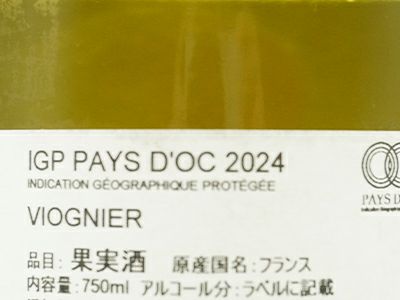 IGP PAYS D'OC 2024
INDICATION GÉOGRAPHIQUE PROTÉGÉE
VIOGNIER
PAYS D
Indication Géographiq
品目：果実酒 原産国名：フランス
内容量：750ml アルコール分：ラベルに記載